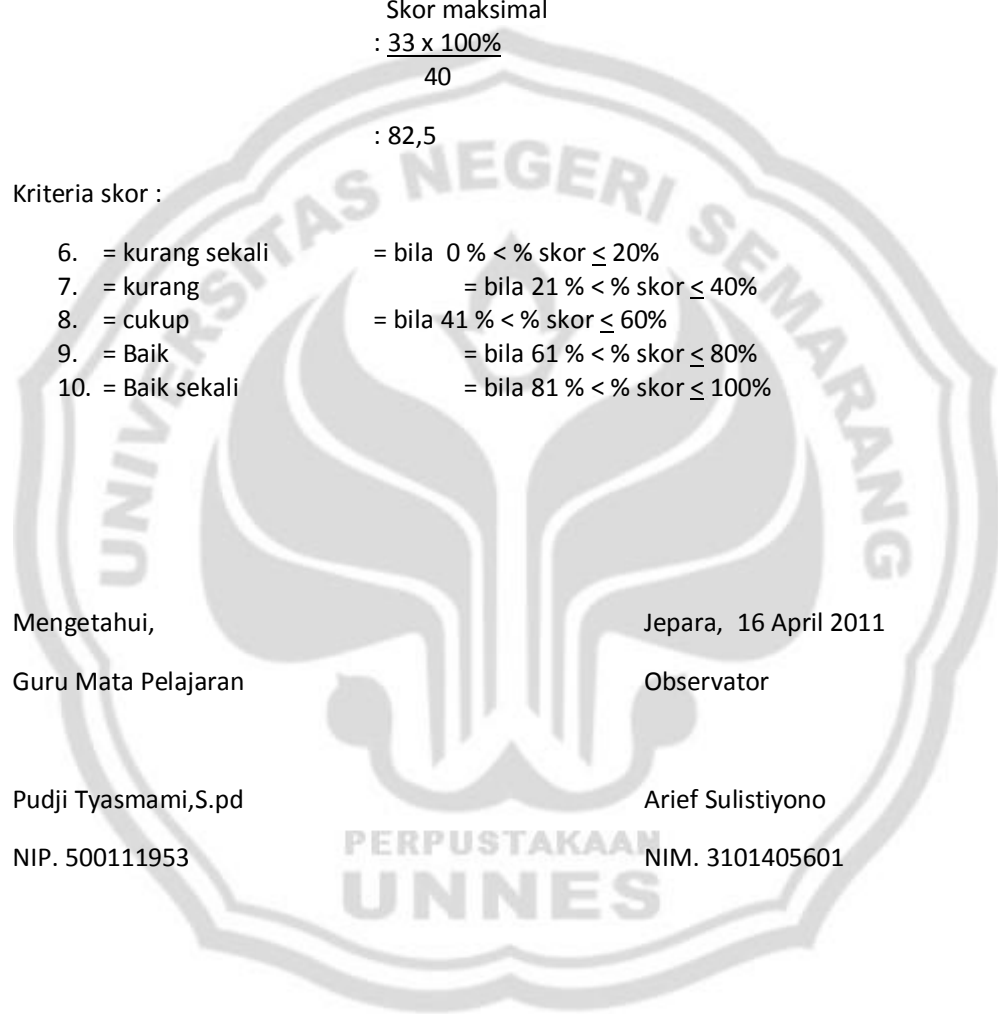 Skor maksimal
: 33 x 100%
40
: 82,5
Kriteria skor :
6. = kurang sekali = bila 0 % < % skor ≤ 20%
7. = kurang = bila 21 % < % skor ≤ 40%
8. = cukup = bila 41 % < % skor ≤ 60%
9. = Baik = bila 61 % < % skor ≤ 80%
10. = Baik sekali = bila 81 % < % skor ≤ 100%
Mengetahui, Jepara, 16 April 2011
Guru Mata Pelajaran Observator
Pudji Tyasmami,S.pd Arief Sulistiyono
NIP. 500111953 NIM. 3101405601
UNIVERSITAS NEGERI SEMARANG
PERPUSTAKAAN
UNNES